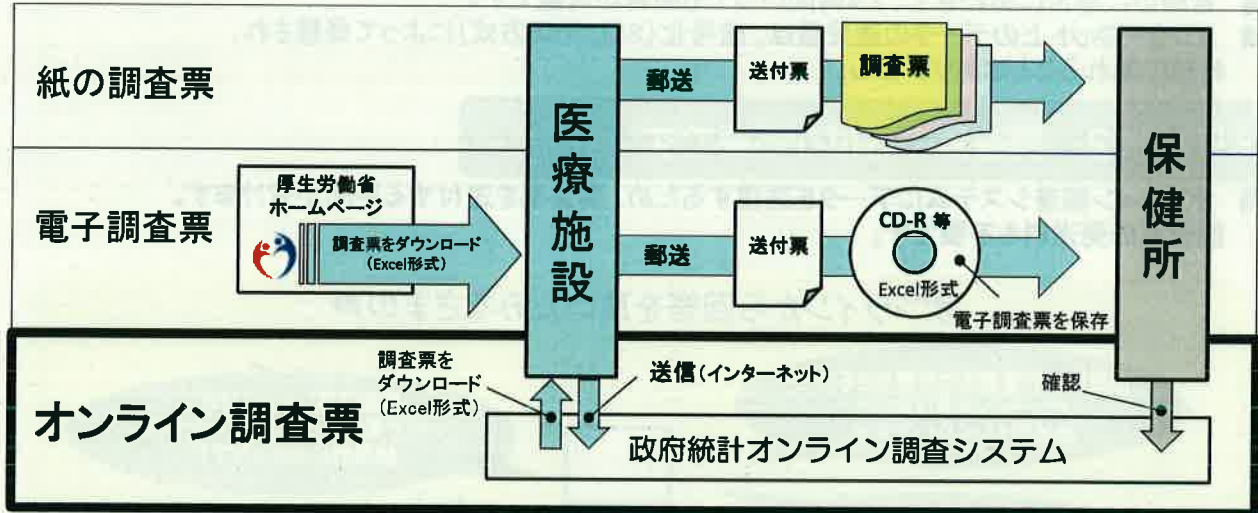 紙の調査票
郵送
送付票
調査票
医療施設
保健所
電子調査票
厚生労働省
ホームページ
調査票をダウンロード
(Excel形式)
郵送
送付票
CD-R 等
Excel形式
電子調査票を保存
オンライン調査票
調査票を
ダウンロード
(Excel形式)
送信(インターネット)
確認
政府統計オンライン調査システム